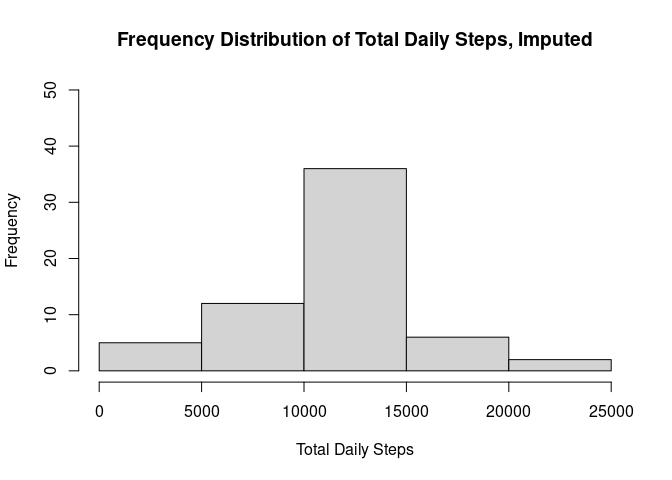 Frequency Distribution of Total Daily Steps, Imputed
Frequency
50
40
30
20
10
0
0 5000 10000 15000 20000 25000
Total Daily Steps